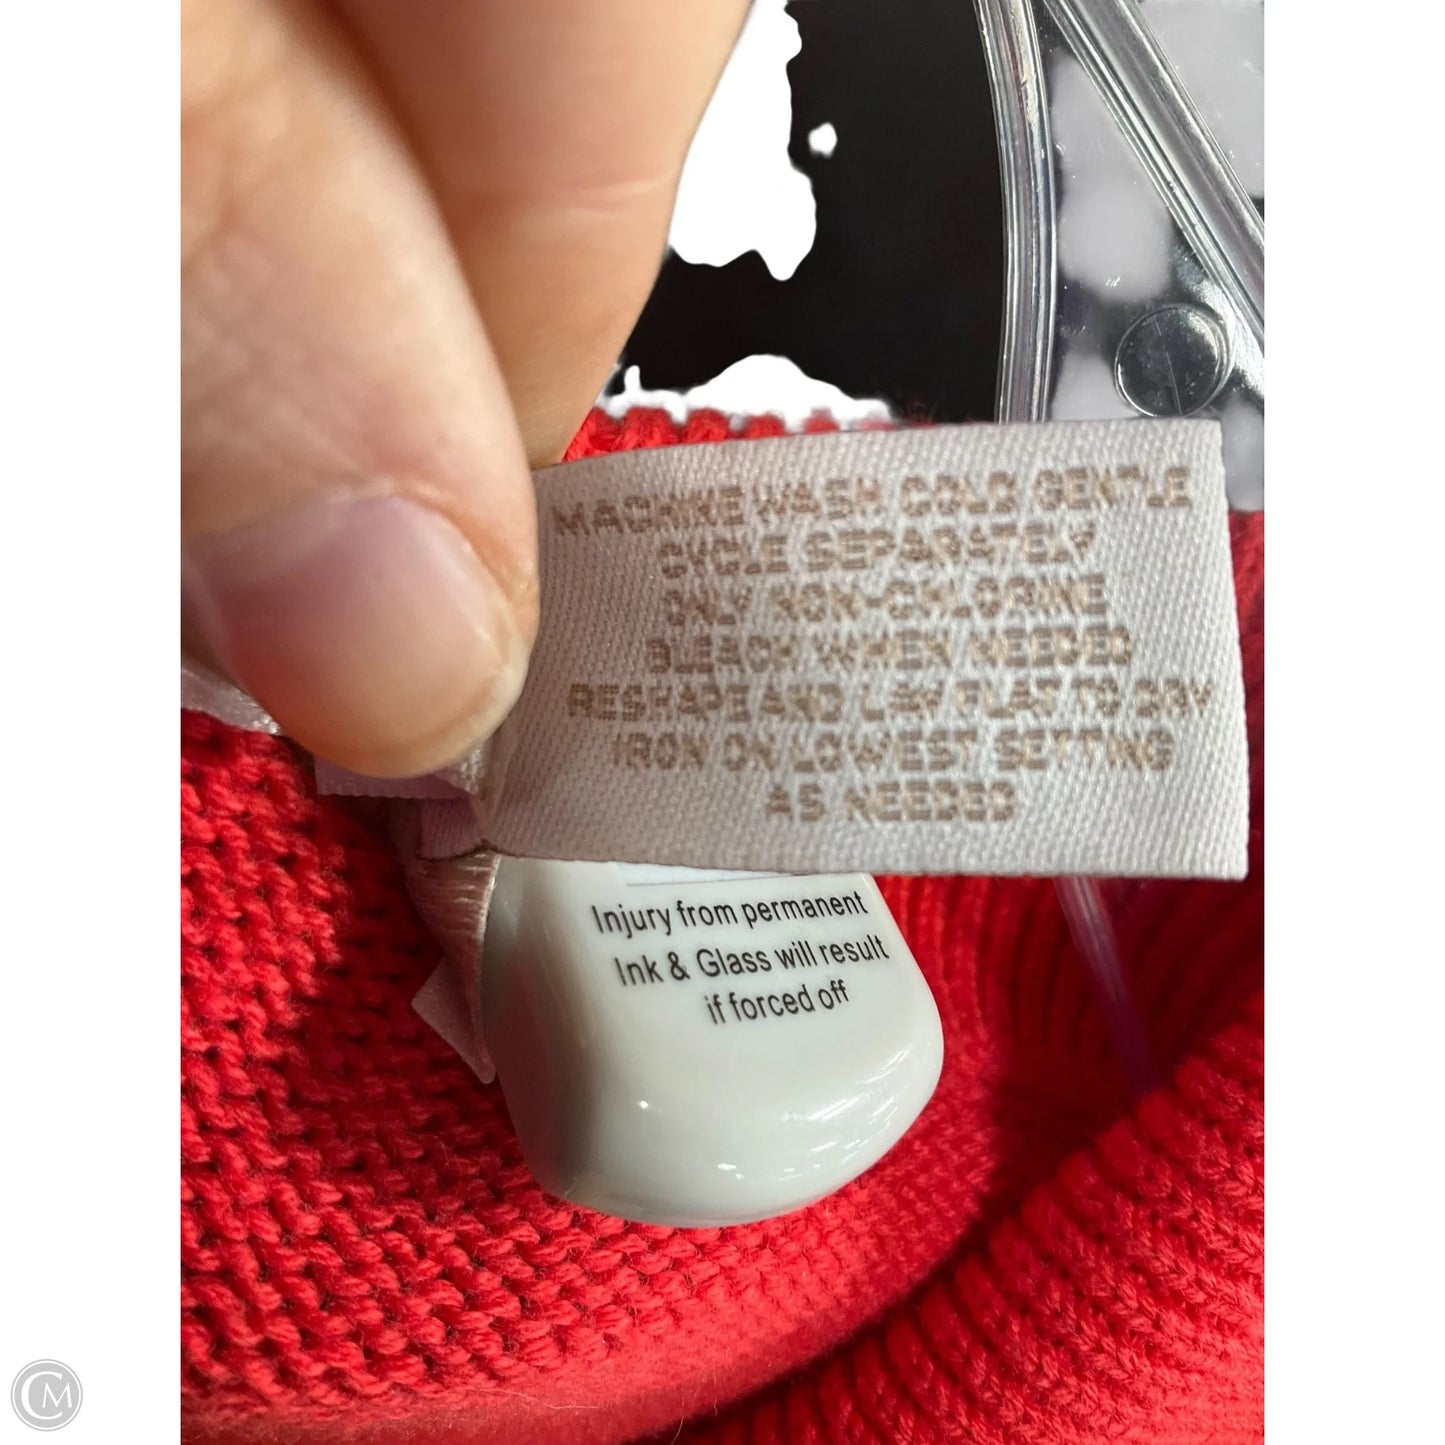 MACHINE WASH COLD GENTLE
CYCLE SEPARATELY
ONLY NON-CHLORINE
BLEACH WHEN NEEDED
RESHAPE AND LAY FLAT TO DRY
IRON ON LOWEST SETTING
AS NEEDED
Injury from permanent
Ink & Glass will result
if forced off
CM